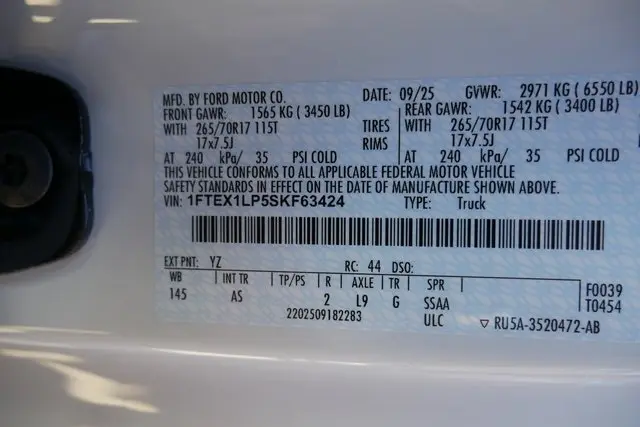 MFD. BY FORD MOTOR CO. DATE: 09/25 GVWR: 2971 KG ( 6550 LB)
FRONT GAWR: 1565 KG ( 3450 LB) REAR GAWR: 1542 KG ( 3400 LB)
WITH 265/70R17 115T TIRES WITH 265/70R17 115T
17x7.5J RIMS 17x7.5J
AT 240 kPa/ 35 PSI COLD AT 240 kPa/ 35 PSI COLD
THIS VEHICLE CONFORMS TO ALL APPLICABLE FEDERAL MOTOR VEHICLE
SAFETY STANDARDS IN EFFECT ON THE DATE OF MANUFACTURE SHOWN ABOVE.
VIN: 1FTEX1LP5SKF63424 TYPE: Truck
EXT PNT: YZ RC: 44 DSO:
WB INT TR TP/PS R AXLE TR SPR F0039
145 AS 2 L9 G SSAA T0454
2202509182283 ULC RU5A-3520472-AB